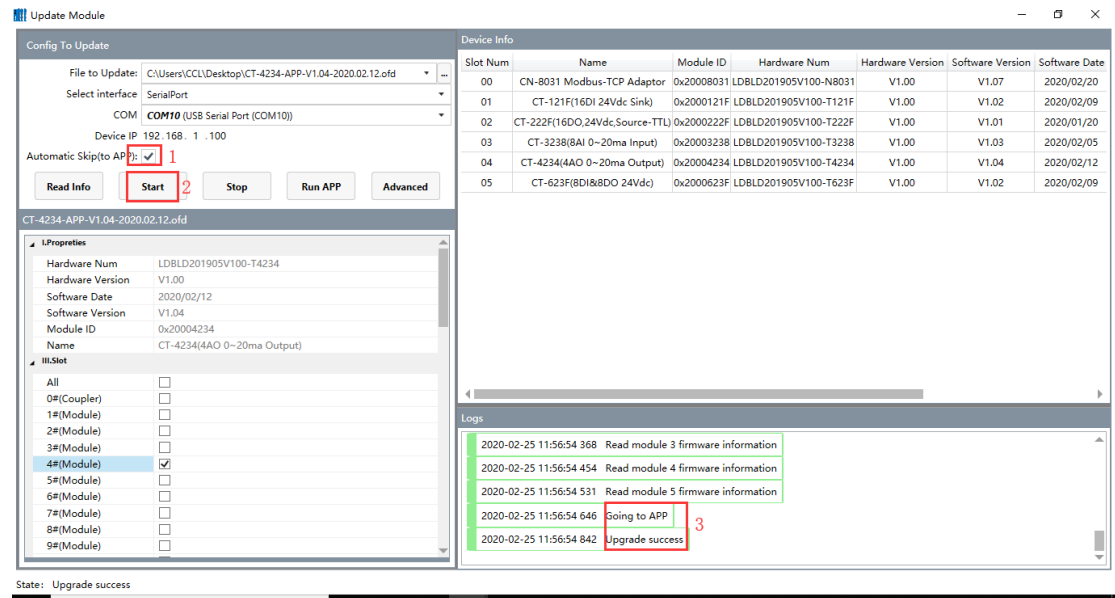 Update Module
Config To Update
File to Update: C:\Users\CCL\Desktop\CT-4234-APP-V1.04-2020.02.12.ofd ...
Select interface SerialPort
COM COM10 (USB Serial Port (COM10))
Device IP 192.168. 1 .100
Automatic Skip(to APP): 1
Read Info Start 2 Stop Run APP Advanced
CT-4234-APP-V1.04-2020.02.12.ofd
I.Propreties
Hardware Num LDBLD201905V100-T4234
Hardware Version V1.00
Software Date 2020/02/12
Software Version V1.04
Module ID 0x20004234
Name CT-4234(4AO 0~20ma Output)
III.Slot
All
0#(Coupler)
1#(Module)
2#(Module)
3#(Module)
4#(Module)
5#(Module)
6#(Module)
7#(Module)
8#(Module)
9#(Module)
Device Info
Slot Num Name Module ID Hardware Num Hardware Version Software Version Software Date
00 CN-8031 Modbus-TCP Adaptor 0x20008031 LDBLD201905V100-N8031 V1.00 V1.07 2020/02/20
01 CT-121F(16DI 24Vdc Sink) 0x2000121F LDBLD201905V100-T121F V1.00 V1.02 2020/02/09
02 CT-222F(16DO,24Vdc,Source-TTL) 0x2000222F LDBLD201905V100-T222F V1.00 V1.01 2020/01/20
03 CT-3238(8AI 0~20ma Input) 0x20003238 LDBLD201905V100-T3238 V1.00 V1.03 2020/02/05
04 CT-4234(4AO 0~20ma Output) 0x20004234 LDBLD201905V100-T4234 V1.00 V1.04 2020/02/12
05 CT-623F(8DI&8DO 24Vdc) 0x2000623F LDBLD201905V100-T623F V1.00 V1.02 2020/02/09
Logs
2020-02-25 11:56:54 368 Read module 3 firmware information
2020-02-25 11:56:54 454 Read module 4 firmware information
2020-02-25 11:56:54 531 Read module 5 firmware information
2020-02-25 11:56:54 646 Going to APP
3
2020-02-25 11:56:54 842 Upgrade success
State: Upgrade success